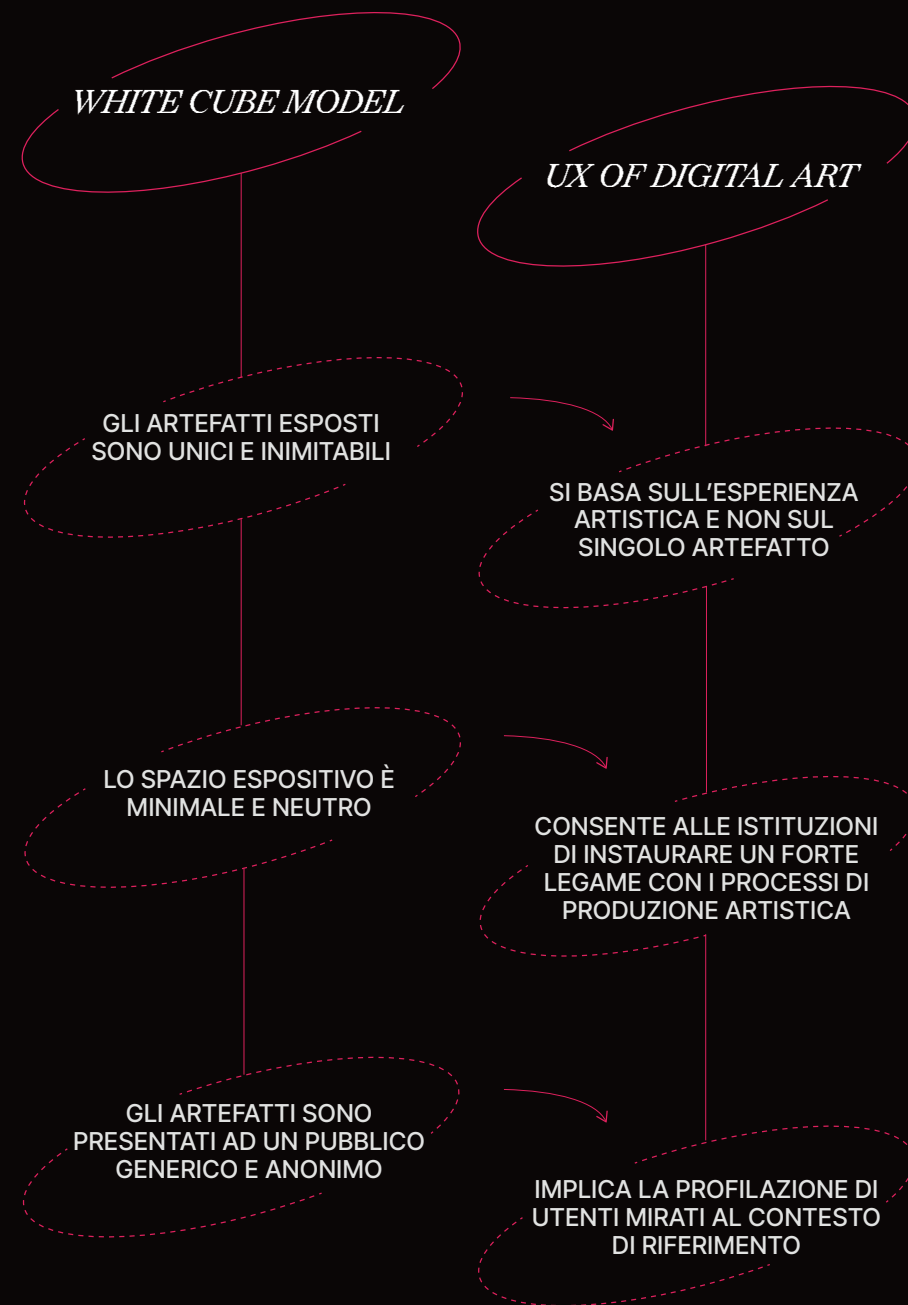 WHITE CUBE MODEL
UX OF DIGITAL ART
GLI ARTEFATTI ESPOSTI
SONO UNICI E INIMITABILI
SI BASA SULL’ESPERIENZA
ARTISTICA E NON SUL
SINGOLO ARTEFATTO
LO SPAZIO ESPOSITIVO È
MINIMALE E NEUTRO
CONSENTE ALLE ISTITUZIONI
DI INSTAURARE UN FORTE
LEGAME CON I PROCESSI DI
PRODUZIONE ARTISTICA
GLI ARTEFATTI SONO
PRESENTATI AD UN PUBBLICO
GENERICO E ANONIMO
IMPLICA LA PROFILAZIONE DI
UTENTI MIRATI AL CONTESTO
DI RIFERIMENTO